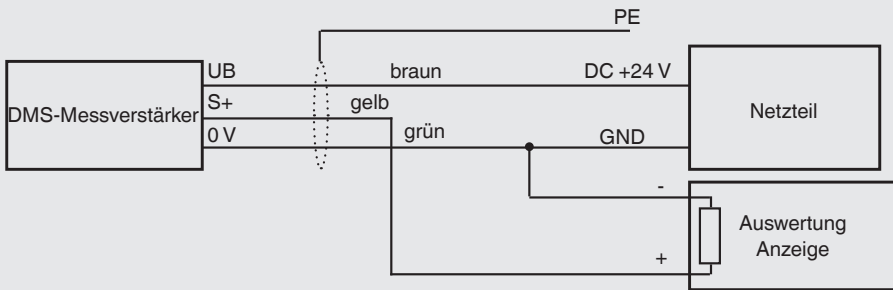 PE
UB braun DC +24 V
DMS-Messverstärker S+ gelb Netzteil
0 V grün GND
-
Auswertung
Anzeige
+